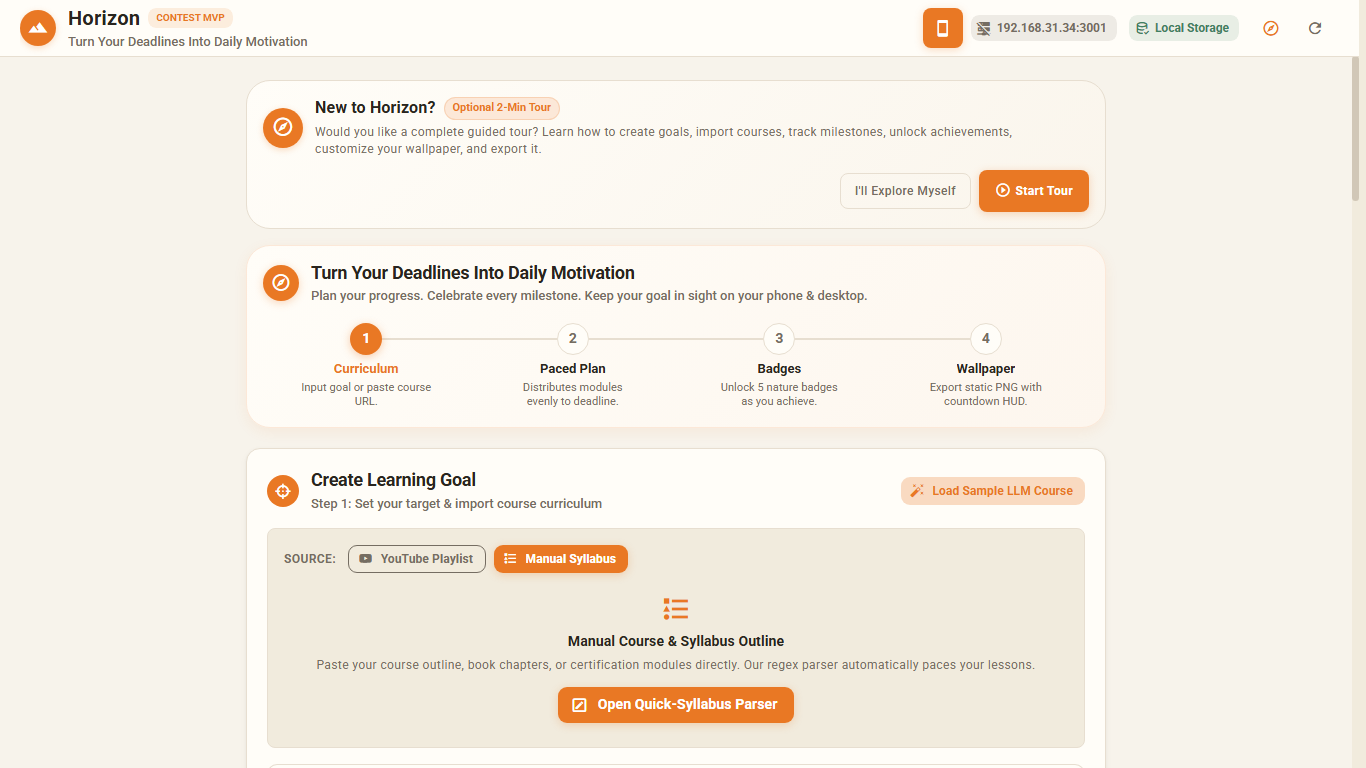 Horizon
CONTEST MVP
Turn Your Deadlines Into Daily Motivation
192.168.31.34:3001
Local Storage
New to Horizon?
Optional 2-Min Tour
Would you like a complete guided tour? Learn how to create goals, import courses, track milestones, unlock achievements,
customize your wallpaper, and export it.
I'll Explore Myself
Start Tour
Turn Your Deadlines Into Daily Motivation
Plan your progress. Celebrate every milestone. Keep your goal in sight on your phone & desktop.
1
2
3
4
Curriculum
Paced Plan
Badges
Wallpaper
Input goal or paste course
URL.
Distributes modules
evenly to deadline.
Unlock 5 nature badges
as you achieve.
Export static PNG with
countdown HUD.
Create Learning Goal
Step 1: Set your target & import course curriculum
Load Sample LLM Course
SOURCE:
YouTube Playlist
Manual Syllabus
Manual Course & Syllabus Outline
Paste your course outline, book chapters, or certification modules directly. Our regex parser automatically paces your lessons.
Open Quick-Syllabus Parser